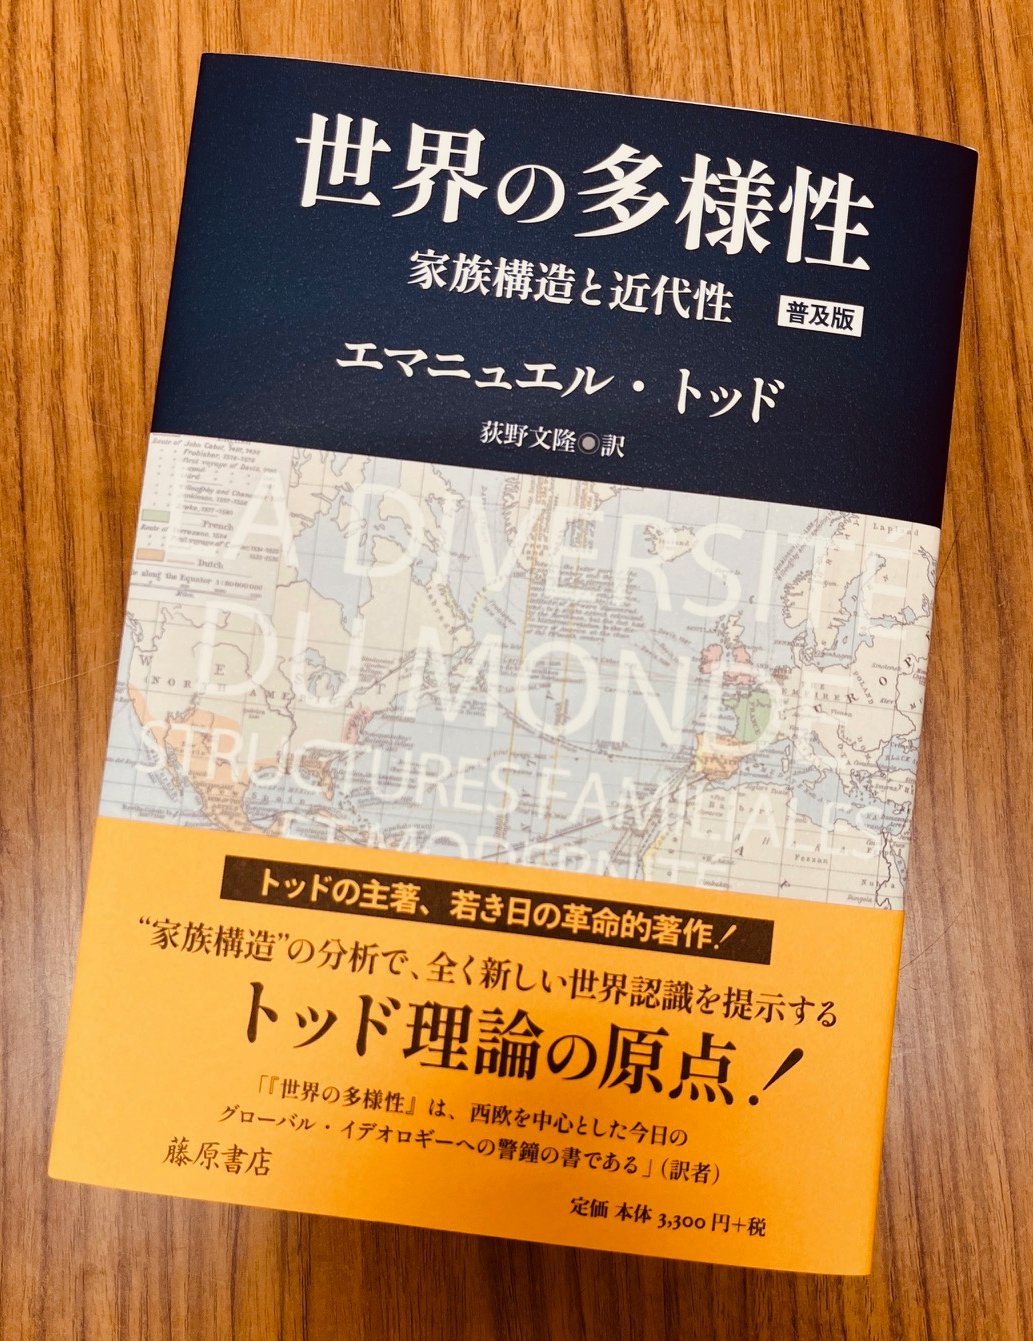 世界の多様性
家族構造と近代性 普及版
エマニュエル・トッド
荻野文隆◉訳
LA DIVERSITÉ
DU MONDE
STRUCTURES FAMILIALES
ET MODERNITÉ
French
Dutch
NORTH AMERICA
トッドの主著、若き日の革命的著作!
“家族構造”の分析で、全く新しい世界認識を提示する
トッド理論の原点!
「『世界の多様性』は、西欧を中心とした今日の
グローバル・イデオロギーへの警鐘の書である」(訳者)
藤原書店
定価 本体 3,300 円+税